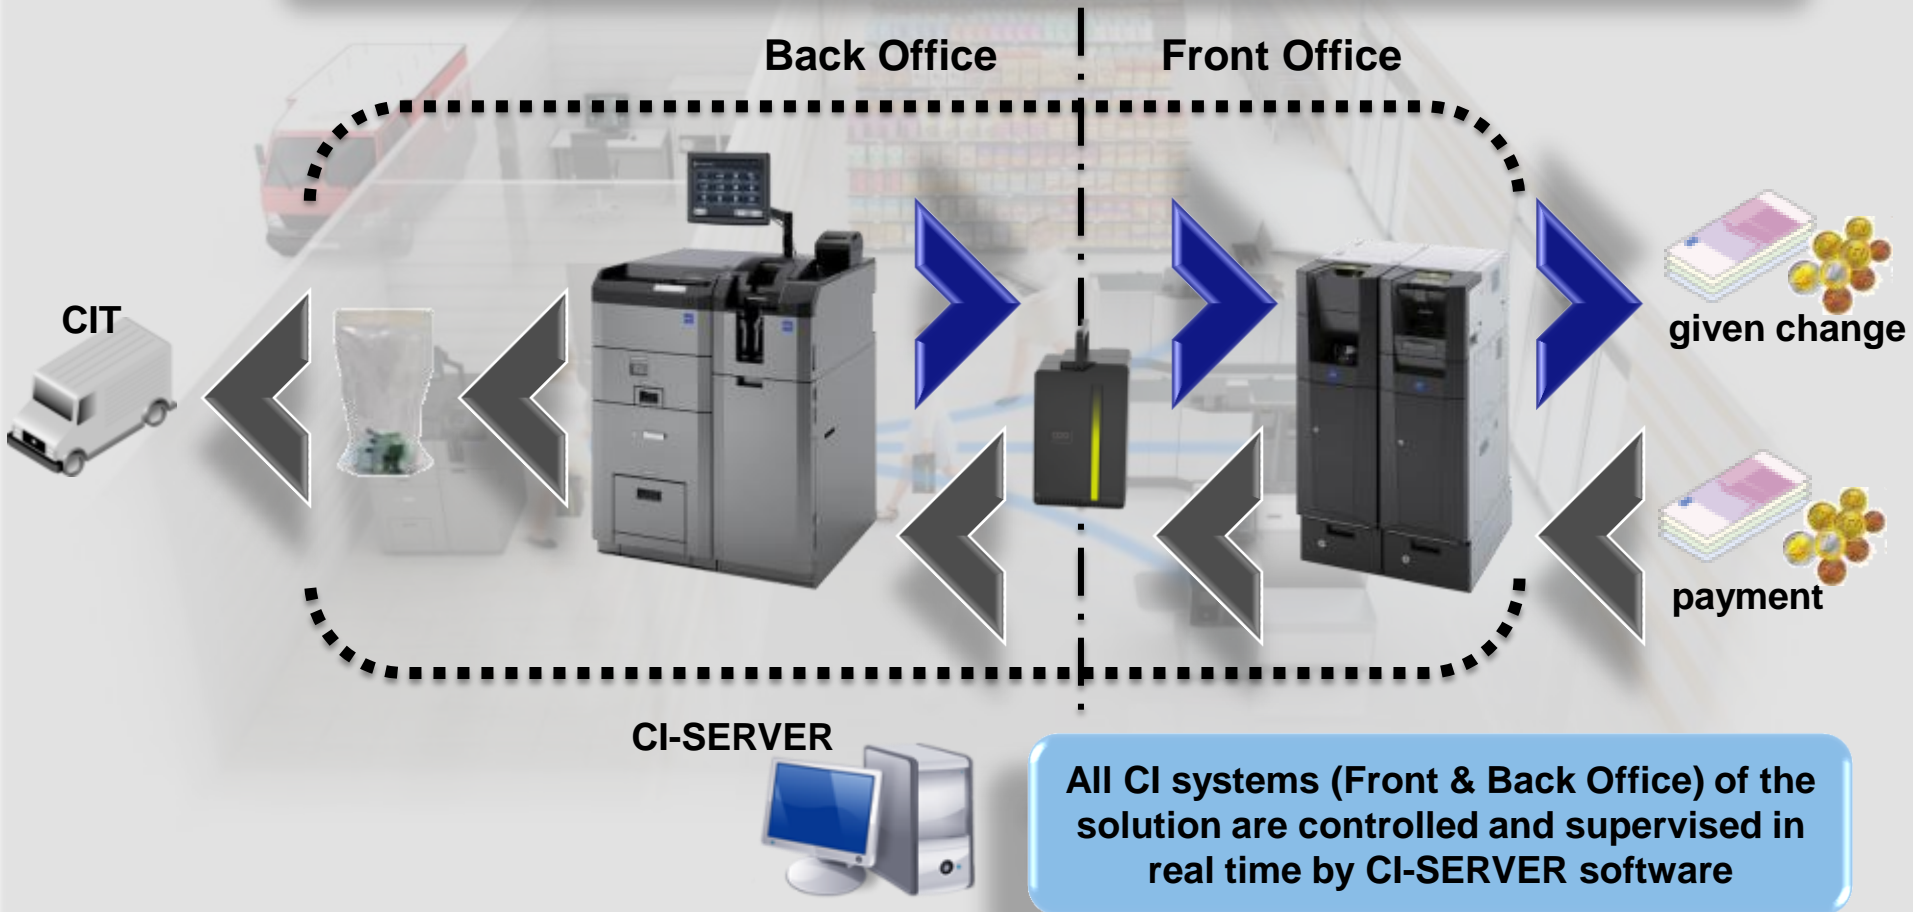 Back Office
Front Office
CIT
given change
payment
CI-SERVER
All CI systems (Front & Back Office) of the
solution are controlled and supervised in
real time by CI-SERVER software